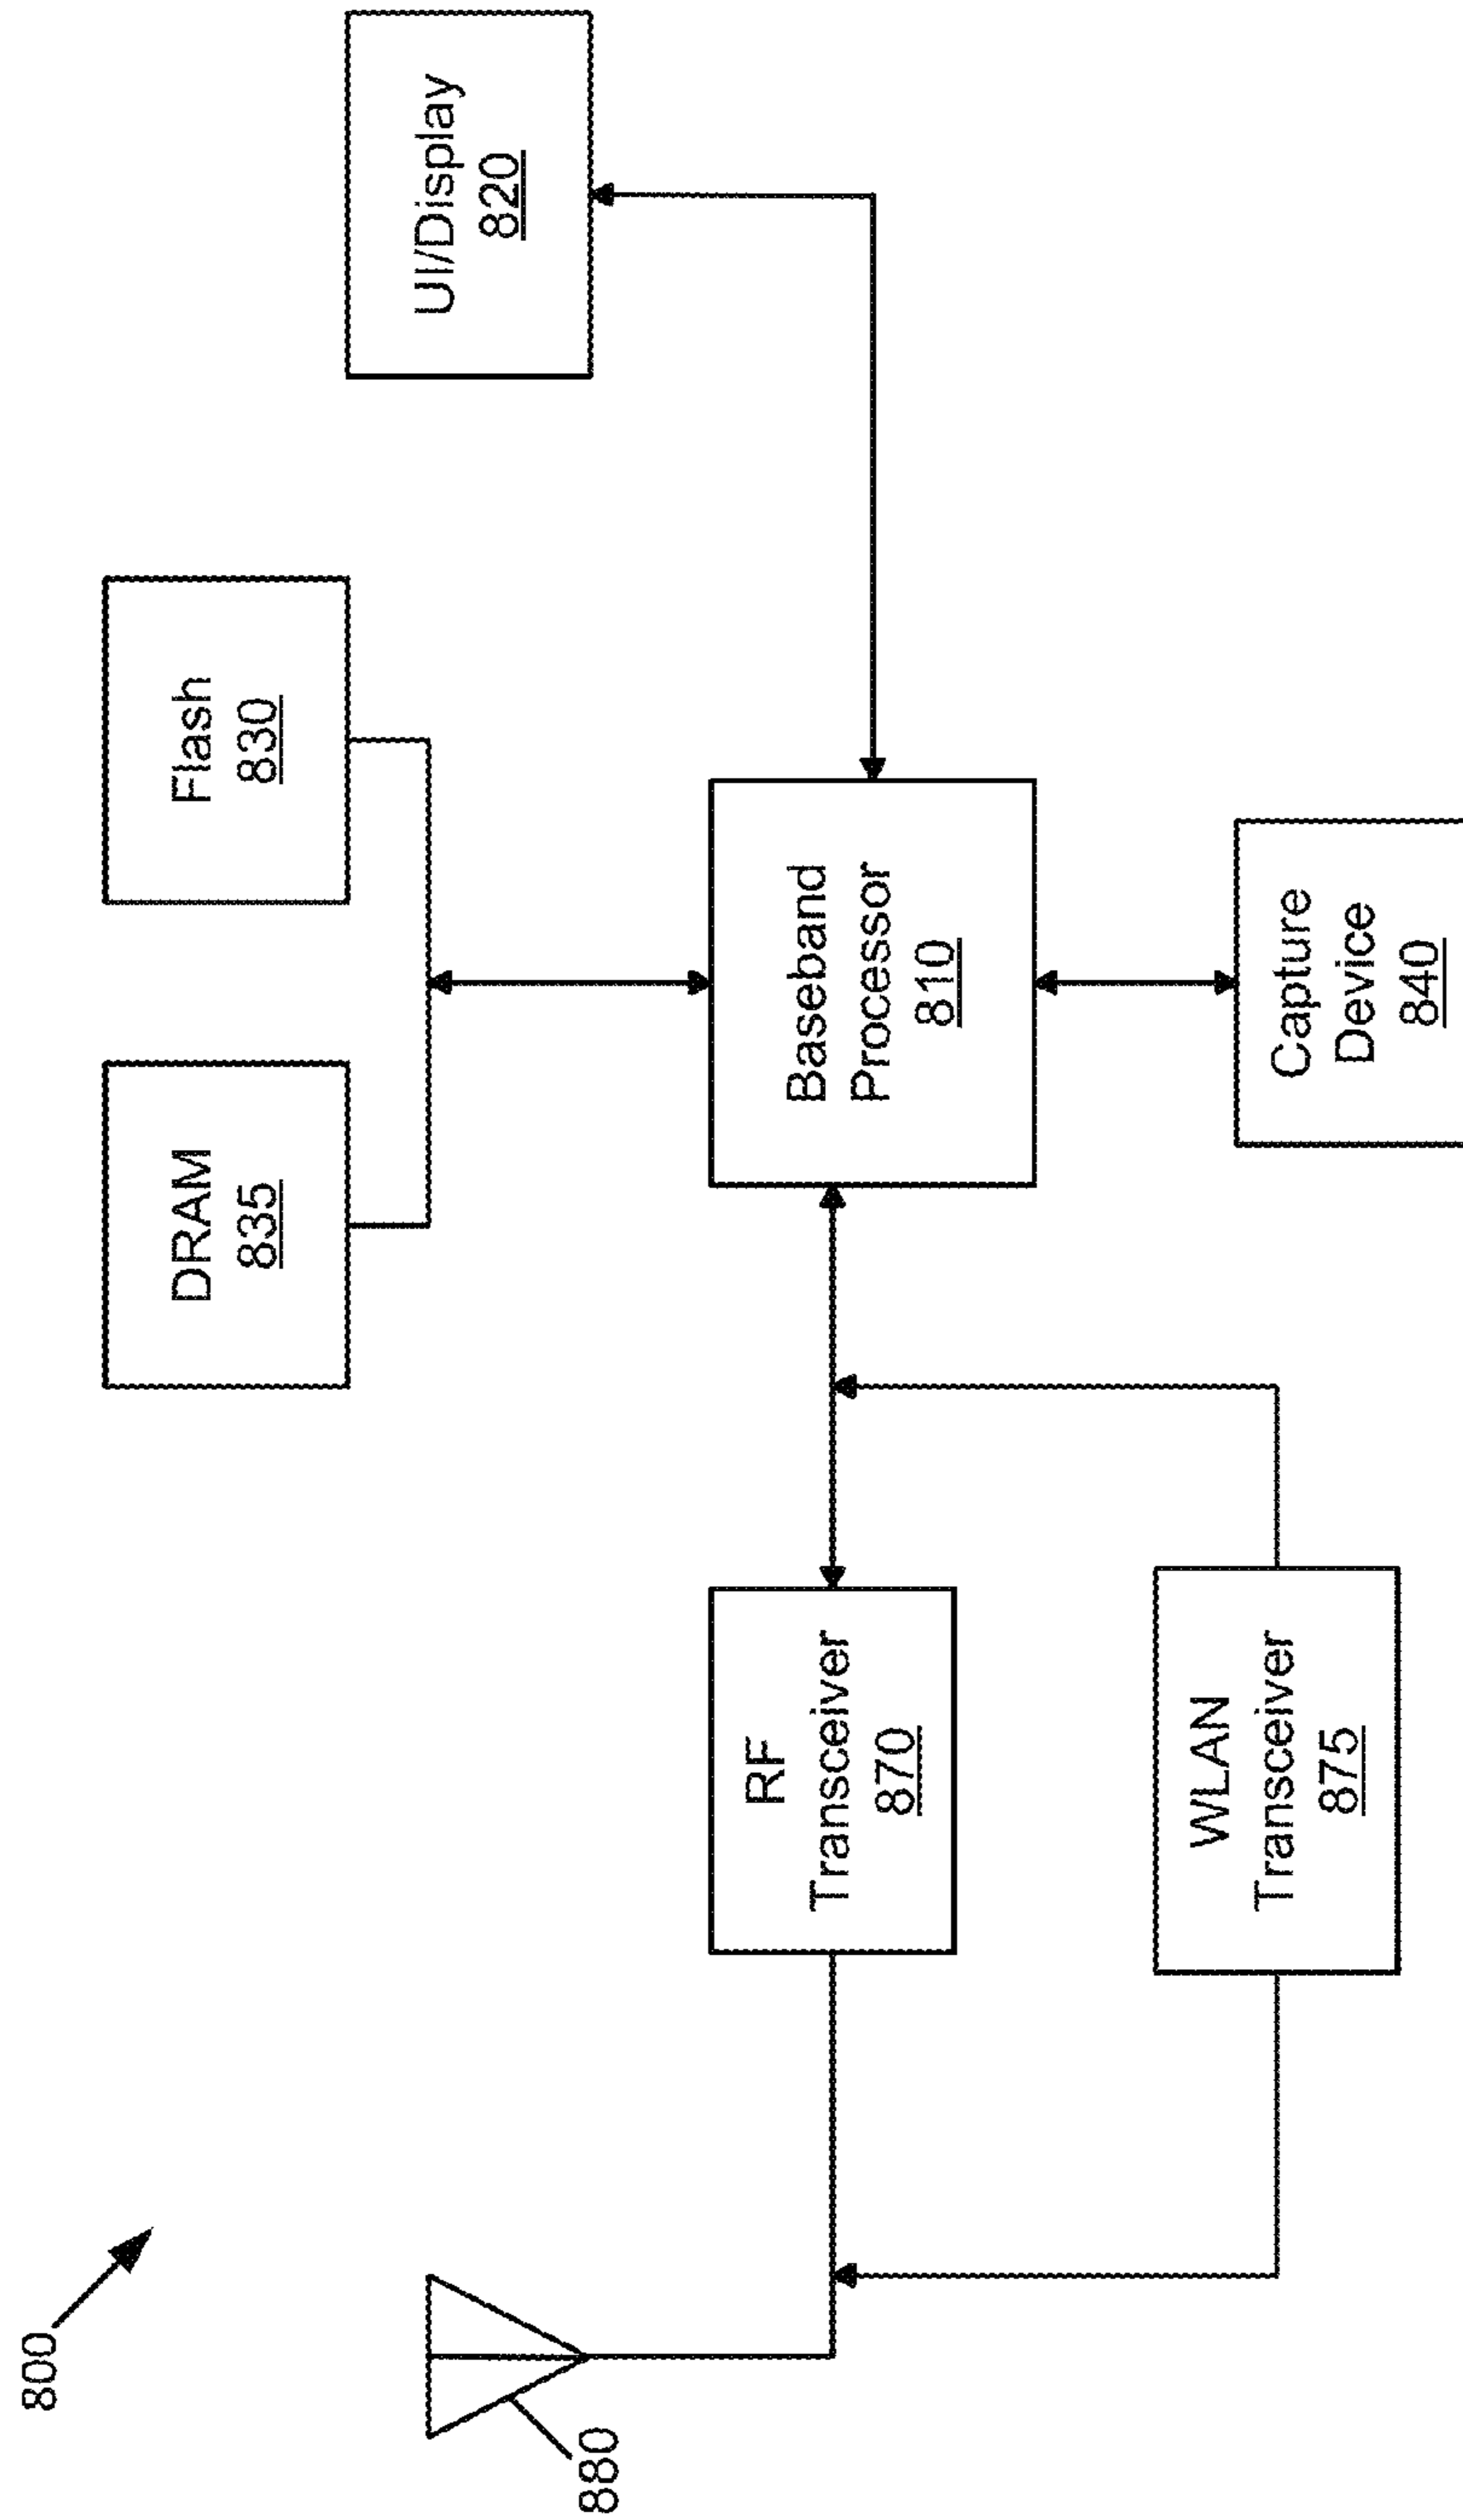 800
880
DRAM
835
Flash
830
UI/Display
820
RF
Transceiver
870
Baseband
Processor
810
WLAN
Transceiver
875
Capture
Device
840